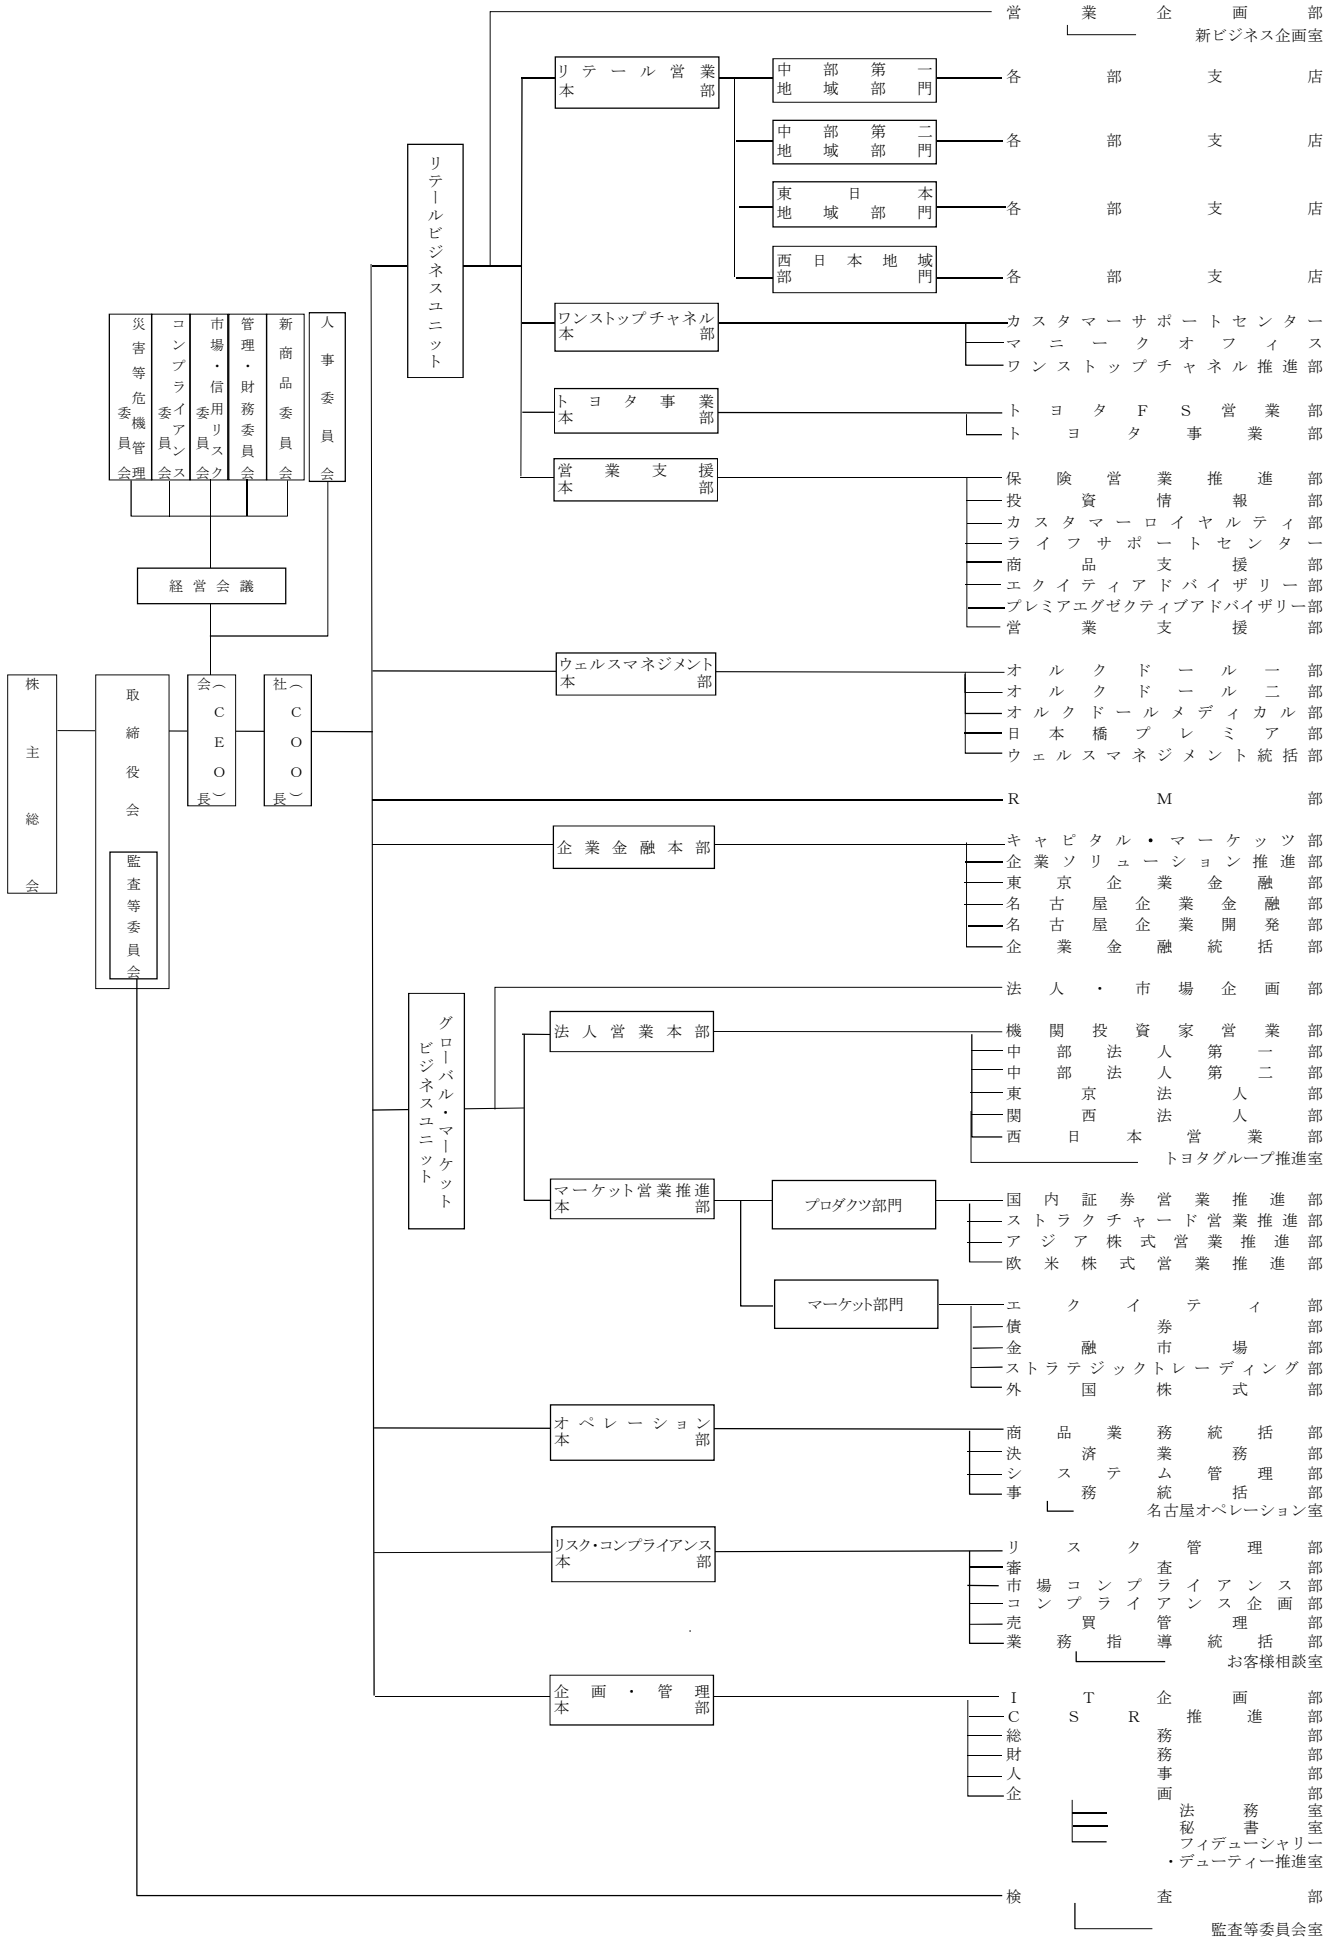 株主総会
取締役会
監査等委員会
会長（CEO）
社長（COO）
経営会議
災害等危機管理委員会
コンプライアンス委員会
市場・信用リスク委員会
管理・財務委員会
新商品委員会
人事委員会
リテールビジネスユニット
営業企画部
新ビジネス企画室
リテール営業
本部
中部第一
地域部門
各部支店
中部第二
地域部門
各部支店
東日本
地域部門
各部支店
西日本地域
部門
各部支店
ワンストップチャネル
本部
カスタマーサポートセンター
マニークオフィス
ワンストップチャネル推進部
トヨタ事業
本部
トヨタFS営業部
トヨタ事業部
営業支援
本部
保険営業推進部
投資情報部
カスタマーロイヤルティ部
ライフサポートセンター
商品支援部
エクイティアドバイザリー部
プレミアエグゼクティブアドバイザリー部
営業支援部
ウェルスマネジメント
本部
オルクドール一部
オルクドール二部
オルクドールメディカル部
日本橋プレミア部
ウェルスマネジメント統括部
RM部
企業金融本部
キャピタル・マーケッツ部
企業ソリューション推進部
東京企業金融部
名古屋企業金融部
名古屋企業開発部
企業金融統括部
グローバル・マーケット
ビジネスユニット
法人・市場企画部
法人営業本部
機関投資家営業部
中部法人第一部
中部法人第二部
東京法人部
関西法人部
西日本営業部
トヨタグループ推進室
マーケット営業推進
本部
プロダクツ部門
国内証券営業推進部
ストラクチャード営業推進部
アジア株式営業推進部
欧米株式営業推進部
マーケット部門
エクイティ部
債券部
金融市場部
ストラテジックトレーディング部
外国株式部
オペレーション
本部
商品業務統括部
決済業務部
システム管理部
事務統括部
名古屋オペレーション室
リスク・コンプライアンス
本部
リスク管理部
審査部
市場コンプライアンス部
コンプライアンス企画部
売買管理部
業務指導統括部
お客様相談室
企画・管理
本部
IT企画部
CSR推進部
総務部
財務部
人事部
企画部
法務室
秘書室
フィデューシャリー
・デューティー推進室
検査部
監査等委員会室